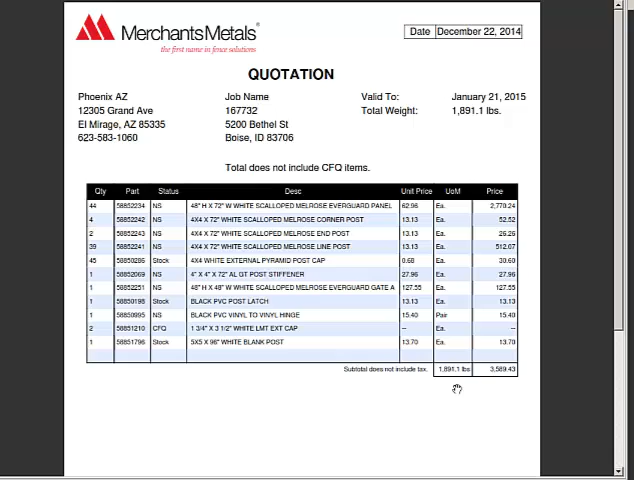 MerchantsMetals®
the first name in fence solutions
Date December 22, 2014
QUOTATION
Phoenix AZ Job Name Valid To: January 21, 2015
12305 Grand Ave 167732 Total Weight: 1,891.1 lbs.
El Mirage, AZ 85335 5200 Bethel St
623-583-1060 Boise, ID 83706
Total does not include CFQ items.
Qty Part Status Desc Unit Price UoM Price
44 58852234 NS 48" H X 72" W WHITE SCALLOPED MELROSE EVERGUARD PANEL 62.96 Ea. 2,770.24
4 58852242 NS 4X4 X 72" WHITE SCALLOPED MELROSE CORNER POST 13.13 Ea. 52.52
2 58852243 NS 4X4 X 72" WHITE SCALLOPED MELROSE END POST 13.13 Ea. 26.26
39 58852241 NS 4X4 X 72" WHITE SCALLOPED MELROSE LINE POST 13.13 Ea. 512.07
45 58850286 Stock 4X4 WHITE EXTERNAL PYRAMID POST CAP 0.68 Ea. 30.60
1 58852069 NS 4" X 4" X 72" AL GT POST STIFFENER 27.96 Ea. 27.96
1 58852251 NS 48" H X 48" W WHITE SCALLOPED MELROSE EVERGUARD GATE A 127.55 Ea. 127.55
1 58850198 Stock BLACK PVC POST LATCH 13.13 Ea. 13.13
1 58850995 NS BLACK PVC VINYL TO VINYL HINGE 15.40 Pair 15.40
2 58851210 CFQ 1 3/4" X 3 1/2" WHITE LMT EXT CAP -- Ea. --
1 58851796 Stock 5X5 X 96" WHITE BLANK POST 13.70 Ea. 13.70
Subtotal does not include tax. 1,891.1 lbs 3,589.43